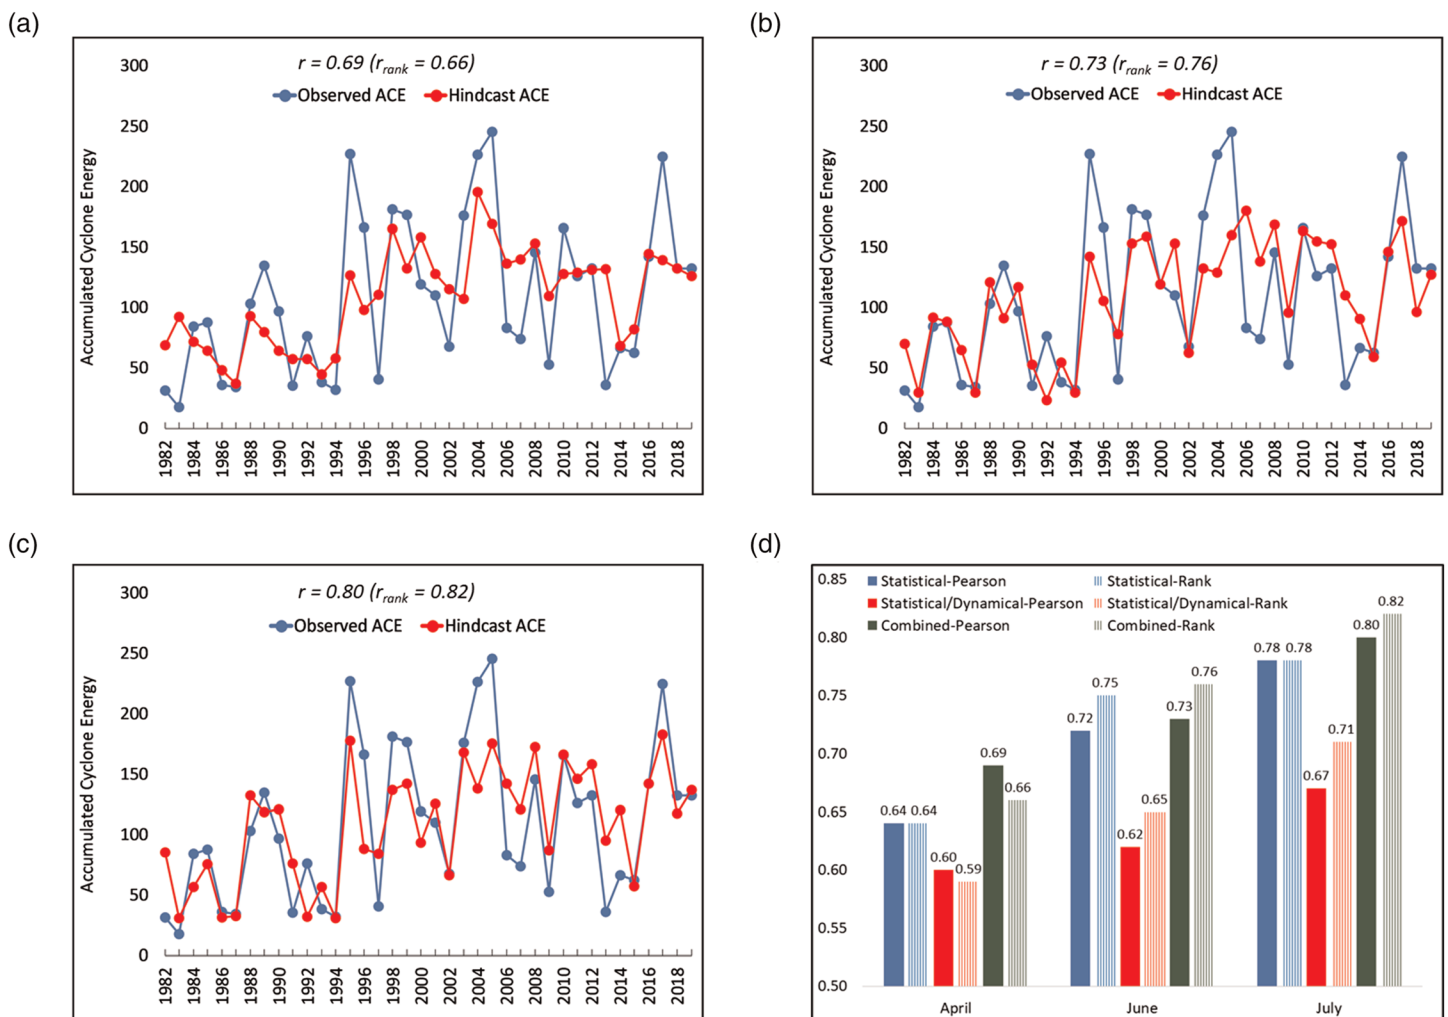 (a)
r = 0.69 (rrank = 0.66)
Observed ACE Hindcast ACE
Accumulated Cyclone Energy
300
250
200
150
100
50
0
1982 1984 1986 1988 1990 1992 1994 1996 1998 2000 2002 2004 2006 2008 2010 2012 2014 2016 2018
(b)
r = 0.73 (rrank = 0.76)
Observed ACE Hindcast ACE
Accumulated Cyclone Energy
300
250
200
150
100
50
0
1982 1984 1986 1988 1990 1992 1994 1996 1998 2000 2002 2004 2006 2008 2010 2012 2014 2016 2018
(c)
r = 0.80 (rrank = 0.82)
Observed ACE Hindcast ACE
Accumulated Cyclone Energy
300
250
200
150
100
50
0
1982 1984 1986 1988 1990 1992 1994 1996 1998 2000 2002 2004 2006 2008 2010 2012 2014 2016 2018
(d)
Statistical-Pearson Statistical-Rank
Statistical/Dynamical-Pearson Statistical/Dynamical-Rank
Combined-Pearson Combined-Rank
0.85
0.80
0.75
0.70
0.65
0.60
0.55
0.50
0.64 0.64 0.60 0.59 0.69 0.66
0.72 0.75 0.62 0.65 0.73 0.76
0.78 0.78 0.67 0.71 0.80 0.82
April June July